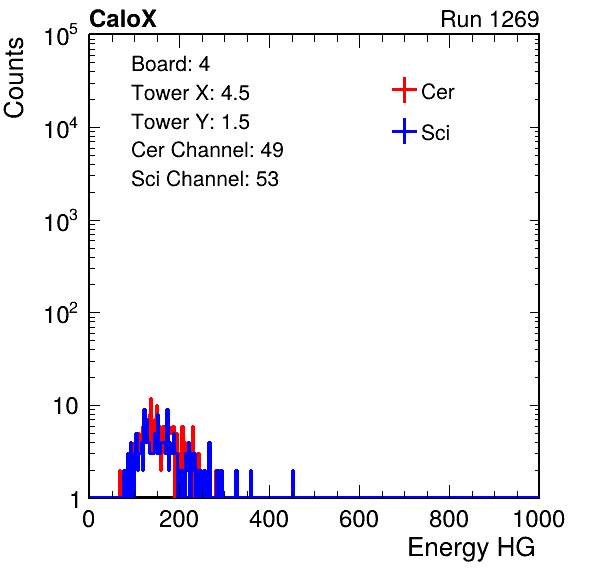 CaloX Run 1269
Counts
10^5
10^4
10^3
10^2
10
1
Board: 4
Tower X: 4.5
Tower Y: 1.5
Cer Channel: 49
Sci Channel: 53
Cer
Sci
0 200 400 600 800 1000
Energy HG